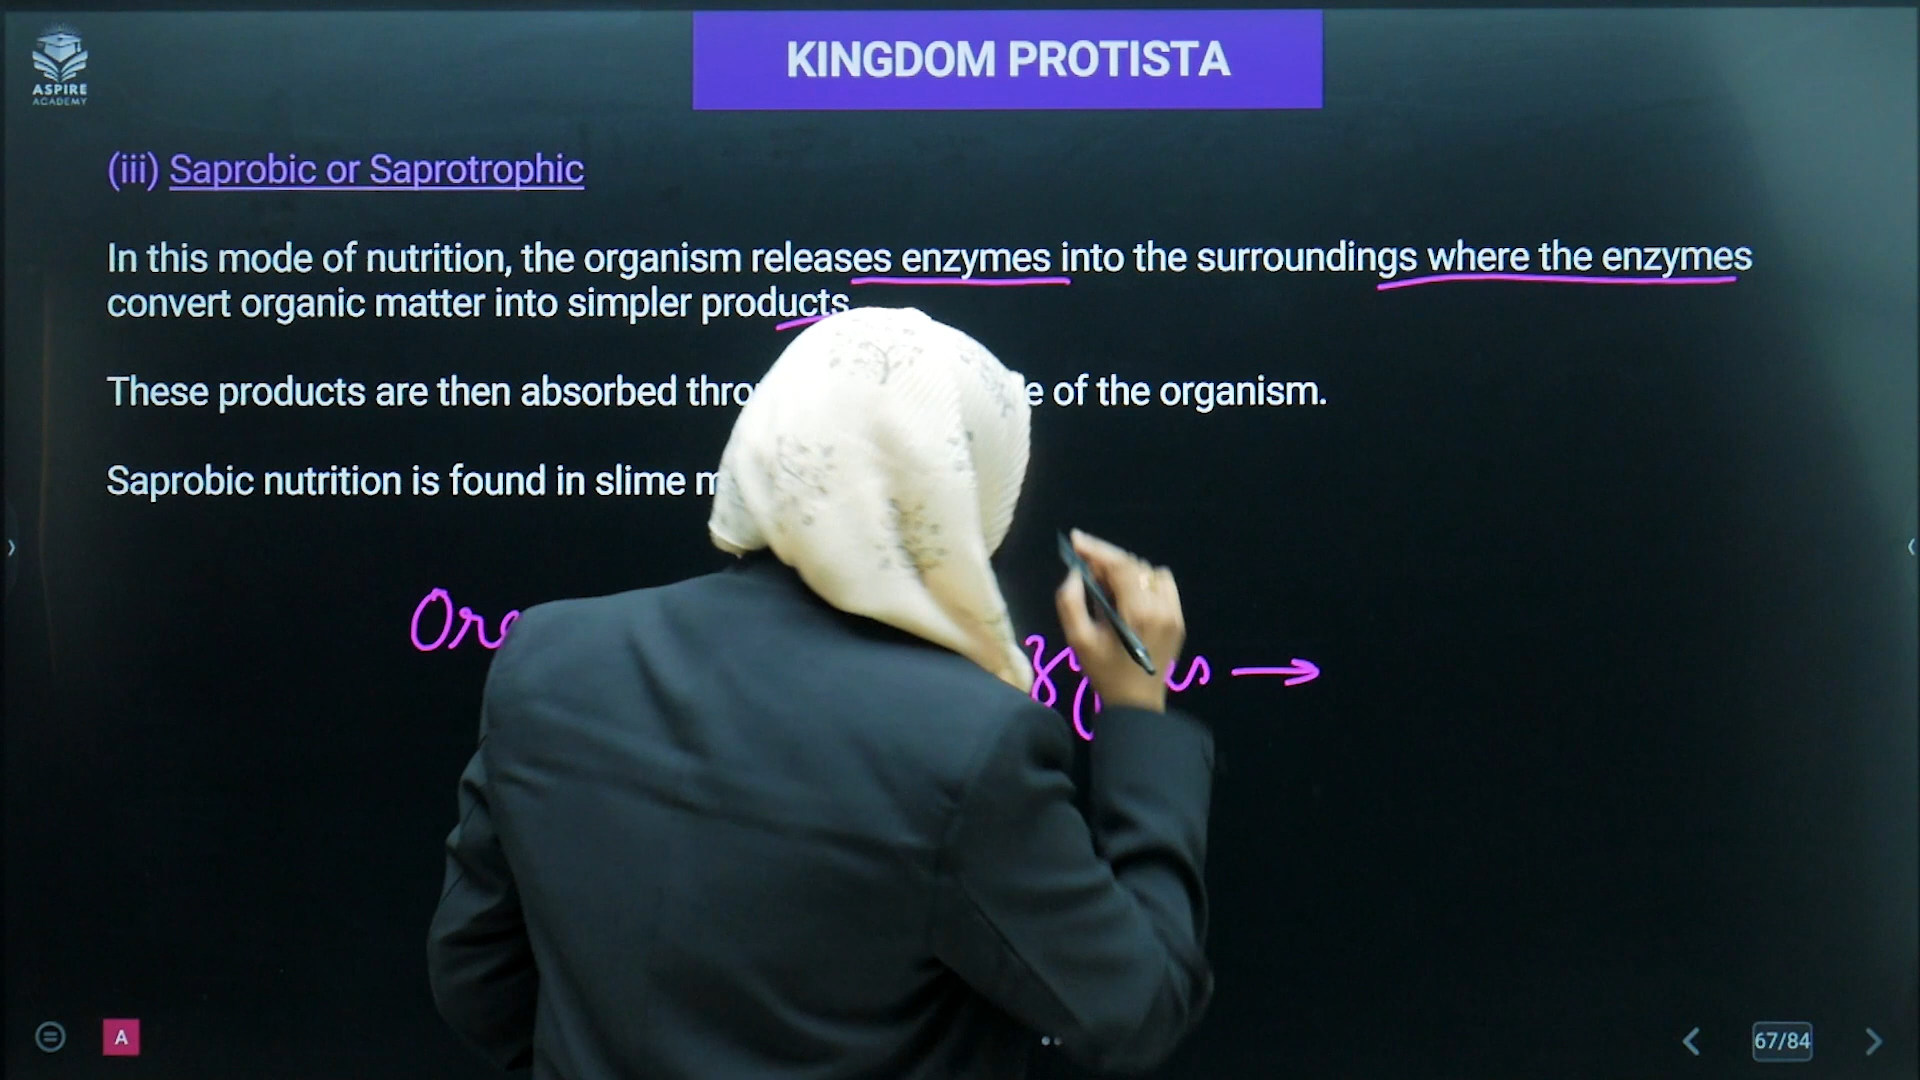 ASPIRE
ACADEMY
KINGDOM PROTISTA
(iii) Saprobic or Saprotrophic
In this mode of nutrition, the organism releases enzymes into the surroundings where the enzymes
convert organic matter into simpler products
These products are then absorbed of the organism.
Saprobic nutrition is found in slime
→
A
67/84